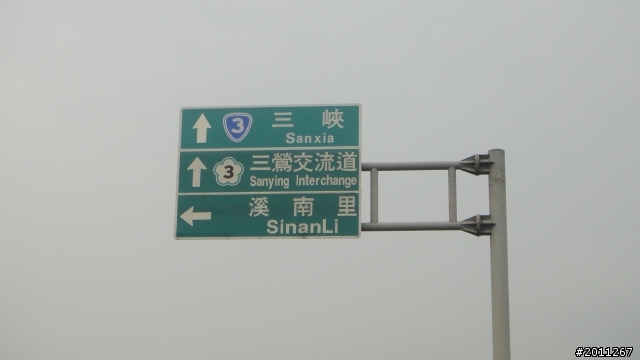 3 三峽
Sanxia
3 三鶯交流道
Sanying Interchange
溪南里
SinanLi
#2011267